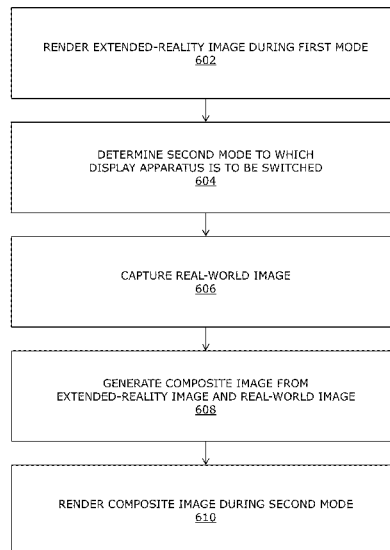 RENDER EXTENDED-REALITY IMAGE DURING FIRST MODE
602
DETERMINE SECOND MODE TO WHICH
DISPLAY APPARATUS IS TO BE SWITCHED
604
CAPTURE REAL-WORLD IMAGE
606
GENERATE COMPOSITE IMAGE FROM
EXTENDED-REALITY IMAGE AND REAL-WORLD IMAGE
608
RENDER COMPOSITE IMAGE DURING SECOND MODE
610